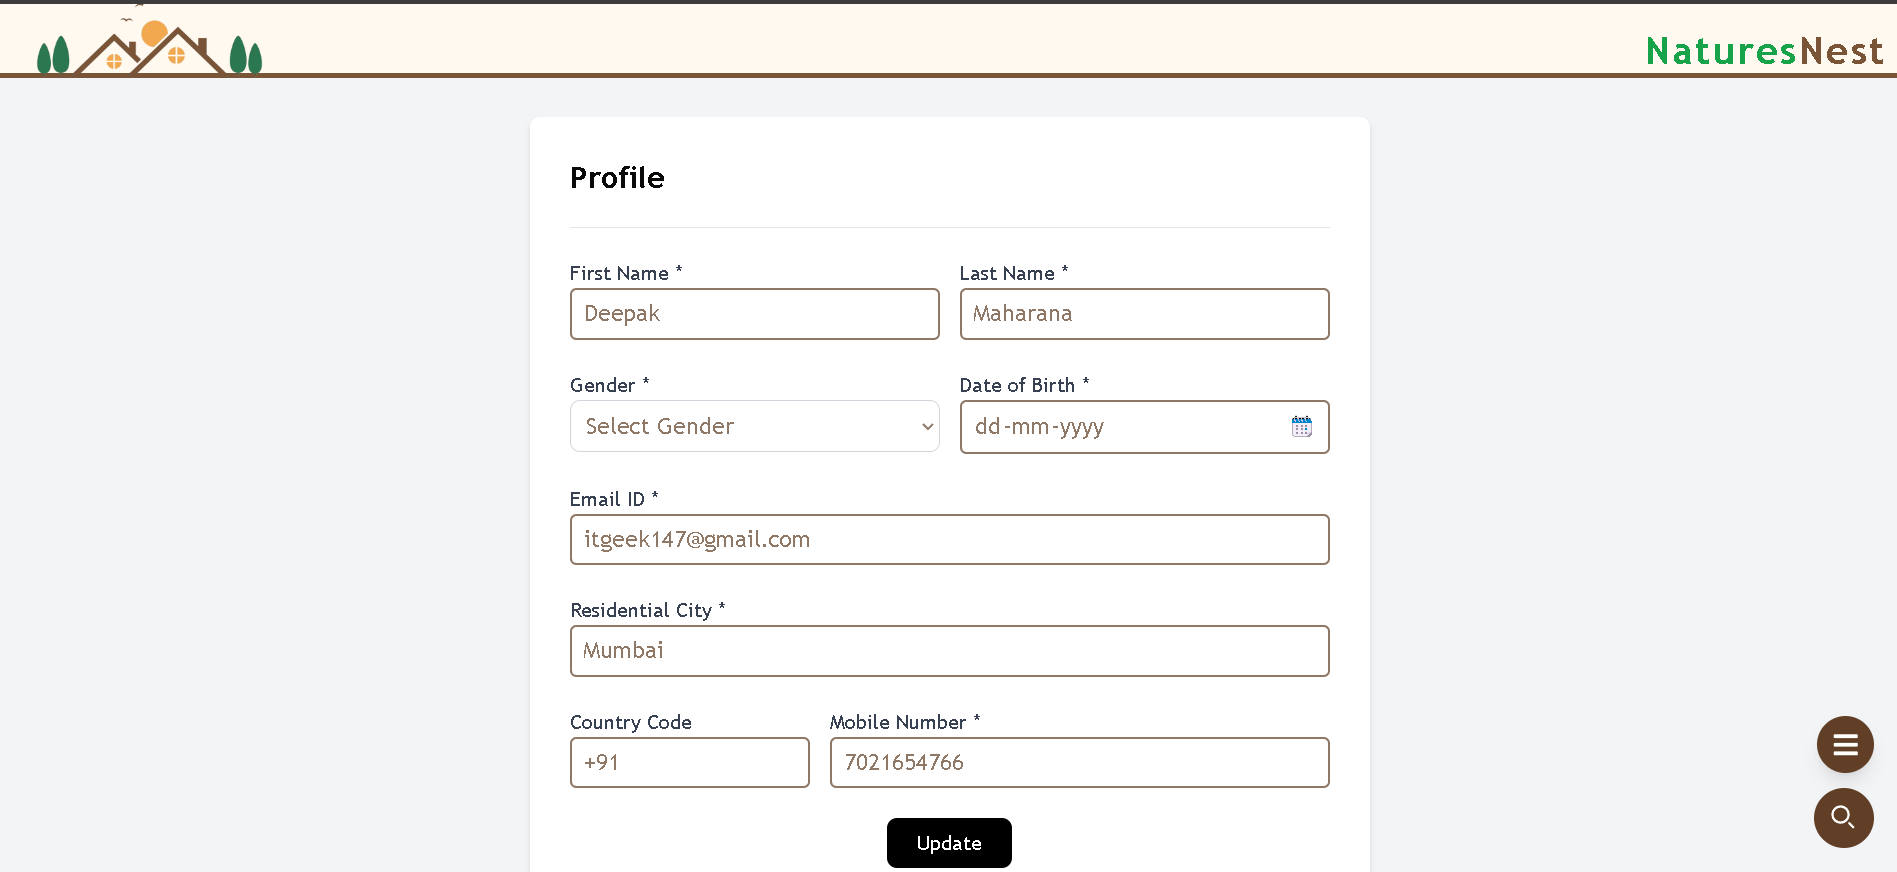 NaturesNest
Profile
First Name *
Last Name *
Deepak
Maharana
Gender *
Date of Birth *
Select Gender
dd-mm-yyyy
Email ID *
itgeek147@gmail.com
Residential City *
Mumbai
Country Code
Mobile Number *
+91
7021654766
Update